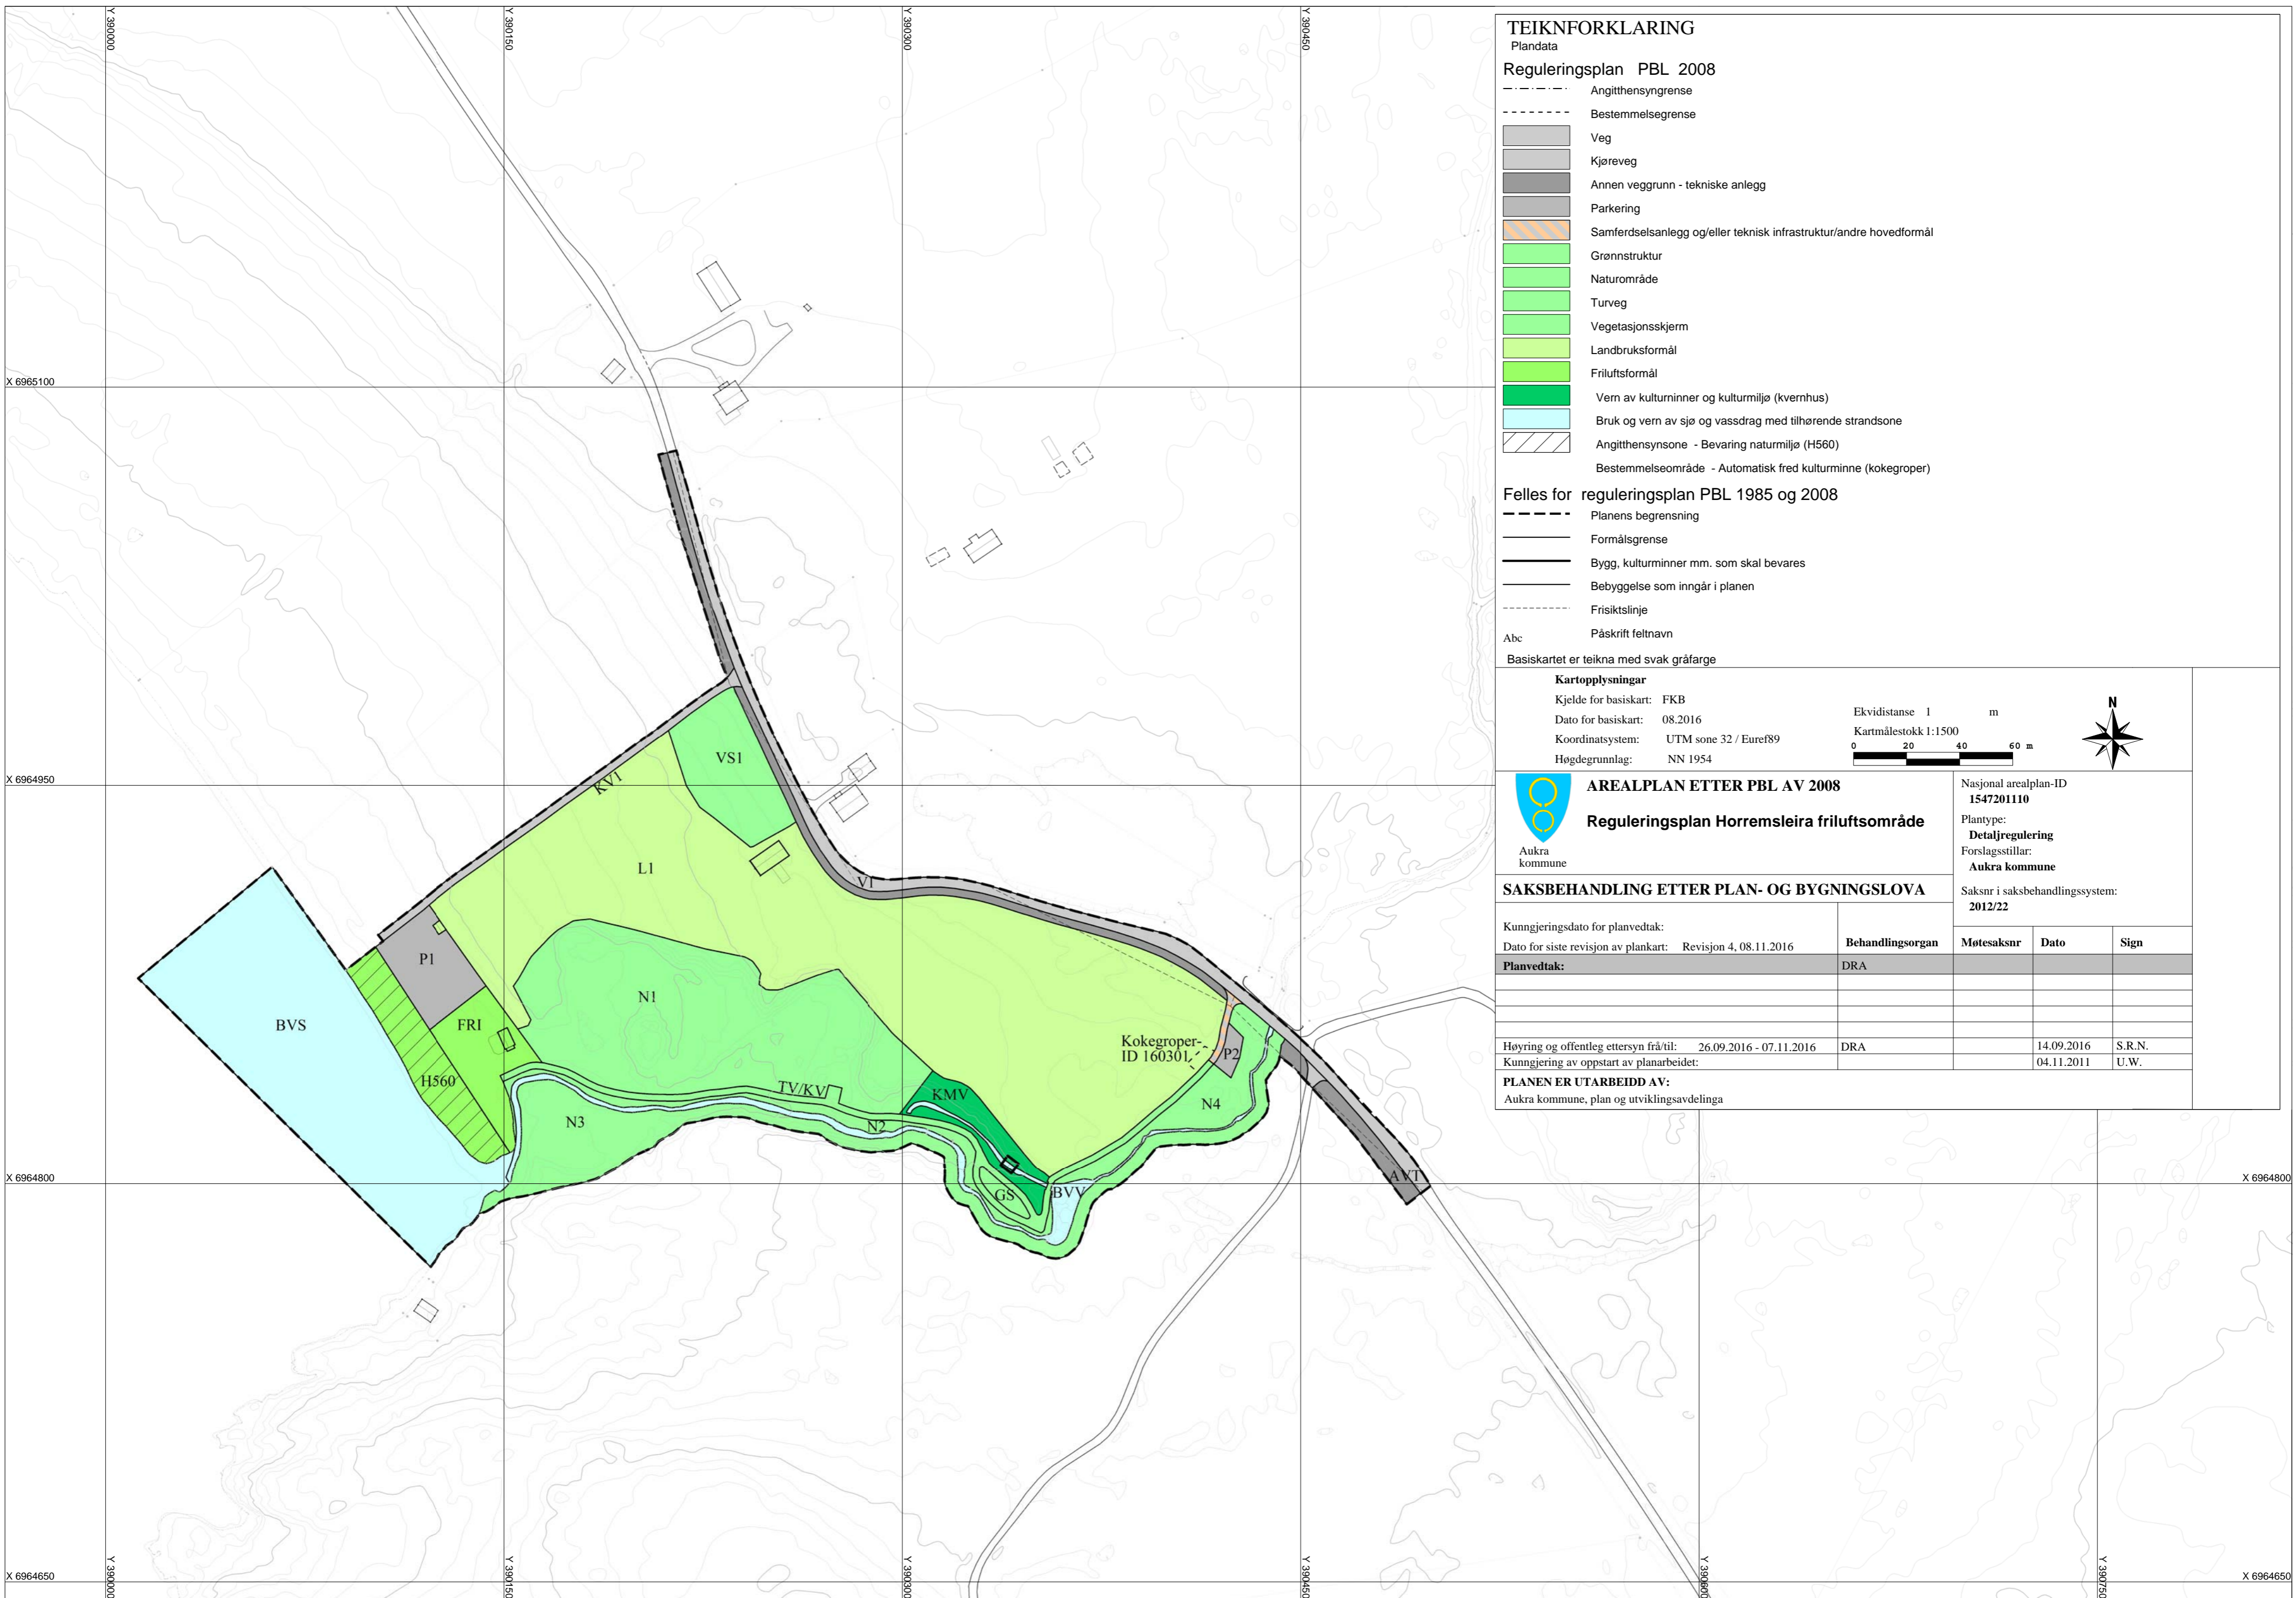 Y 390000
Y 390150
Y 390300
Y 390450
X 6965100
X 6964950
X 6964800
X 6964650
VS1
KV1
L1
V1
P1
N1
BVS
FRI
H560
Kokegroper-
ID 160301
P2
TV/KV
KMV
N4
N3
N2
GS
BVV
AVT
X 6964800
X 6964650
Y 390000
Y 390150
Y 390300
Y 390450
Y 390600
Y 390750
TEIKNFORKLARING
Plandata
Reguleringsplan PBL 2008
Angitthensyngrense
Bestemmelsegrense
Veg
Kjøreveg
Annen veggrunn - tekniske anlegg
Parkering
Samferdselsanlegg og/eller teknisk infrastruktur/andre hovedformål
Grønnstruktur
Naturområde
Turveg
Vegetasjonsskjerm
Landbruksformål
Friluftsformål
Vern av kulturninner og kulturmiljø (kvernhus)
Bruk og vern av sjø og vassdrag med tilhørende strandsone
Angitthensynsone - Bevaring naturmiljø (H560)
Bestemmelseområde - Automatisk fred kulturminne (kokegroper)
Felles for reguleringsplan PBL 1985 og 2008
Planens begrensning
Formålsgrense
Bygg, kulturminner mm. som skal bevares
Bebyggelse som inngår i planen
Frisiktslinje
Abc Påskrift feltnavn
Basiskartet er teikna med svak gråfarge
Kartopplysningar
Kjelde for basiskart: FKB
Dato for basiskart: 08.2016
Koordinatsystem: UTM sone 32 / Euref89
Høgdegrunnlag: NN 1954
Ekvidistanse 1 m
Kartmålestokk 1:1500
0 20 40 60 m
N
Aukra
kommune
AREALPLAN ETTER PBL AV 2008
Reguleringsplan Horremsleira friluftsområde
Nasjonal arealplan-ID
1547201110
Plantype:
Detaljregulering
Forslagsstillar:
Aukra kommune
SAKSBEHANDLING ETTER PLAN- OG BYGNINGSLOVA
Saksnr i saksbehandlingssystem:
2012/22
Kunngjeringsdato for planvedtak:
Dato for siste revisjon av plankart: Revisjon 4, 08.11.2016
Behandlingsorgan Møtesaksnr Dato Sign
Planvedtak: DRA
Høyring og offentleg ettersyn frå/til: 26.09.2016 - 07.11.2016 DRA 14.09.2016 S.R.N.
Kunngjering av oppstart av planarbeidet: 04.11.2011 U.W.
PLANEN ER UTARBEIDD AV:
Aukra kommune, plan og utviklingsavdelinga